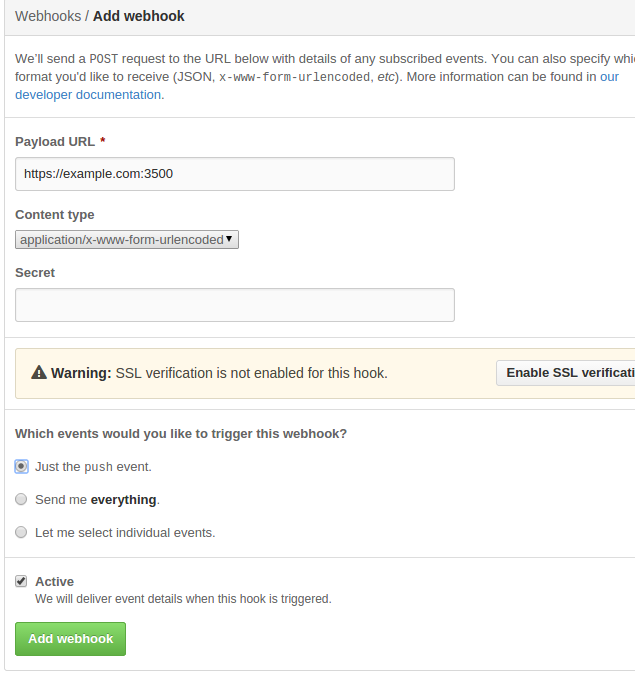 Webhooks / Add webhook
We'll send a POST request to the URL below with details of any subscribed events. You can also specify
format you'd like to receive (JSON, x-www-form-urlencoded, etc). More information can be found in our
developer documentation.
Payload URL *
https://example.com:3500
Content type
application/x-www-form-urlencoded
Secret
Warning: SSL verification is not enabled for this hook.
Enable SSL
Which events would you like to trigger this webhook?
Just the push event.
Send me everything.
Let me select individual events.
Active
We will deliver event details when this hook is triggered.
Add webhook